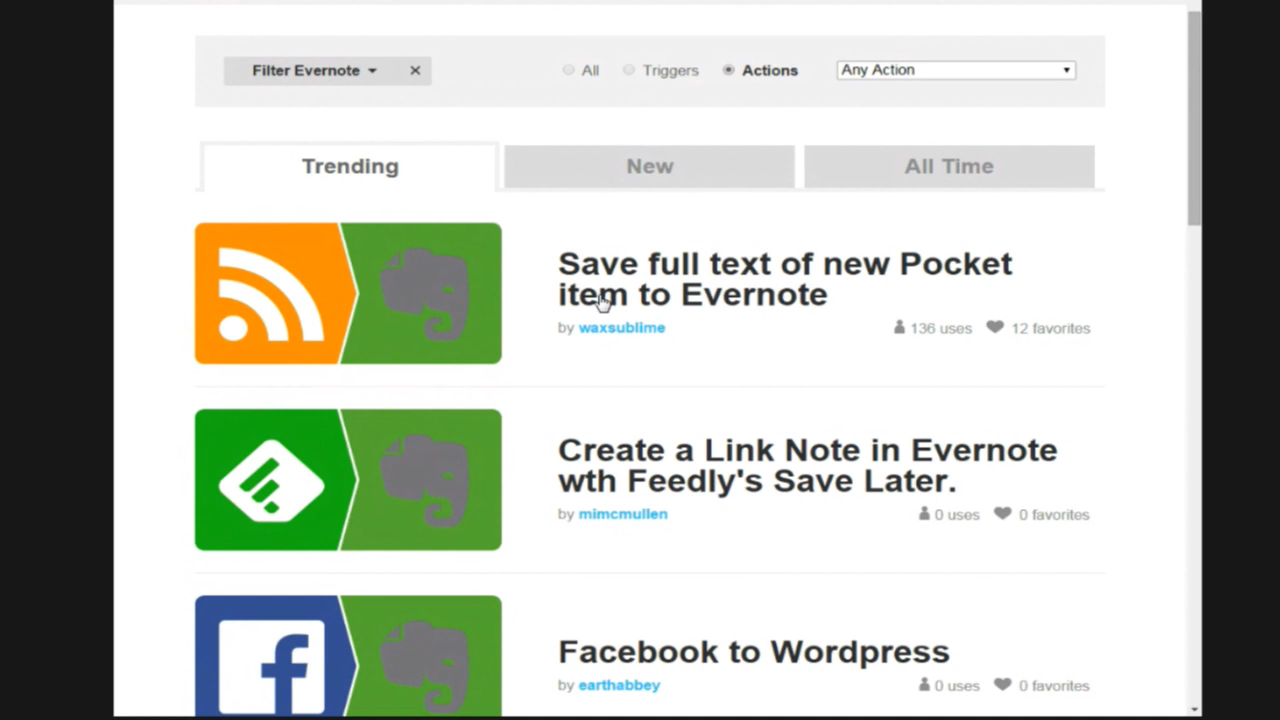 Filter Evernote ✕ All Triggers Actions Any Action
Trending New All Time
Save full text of new Pocket
item to Evernote
by waxsublime 136 uses 12 favorites
Create a Link Note in Evernote
wth Feedly's Save Later.
by mimcmullen 0 uses 0 favorites
Facebook to Wordpress
by earthabbey 0 uses 0 favorites